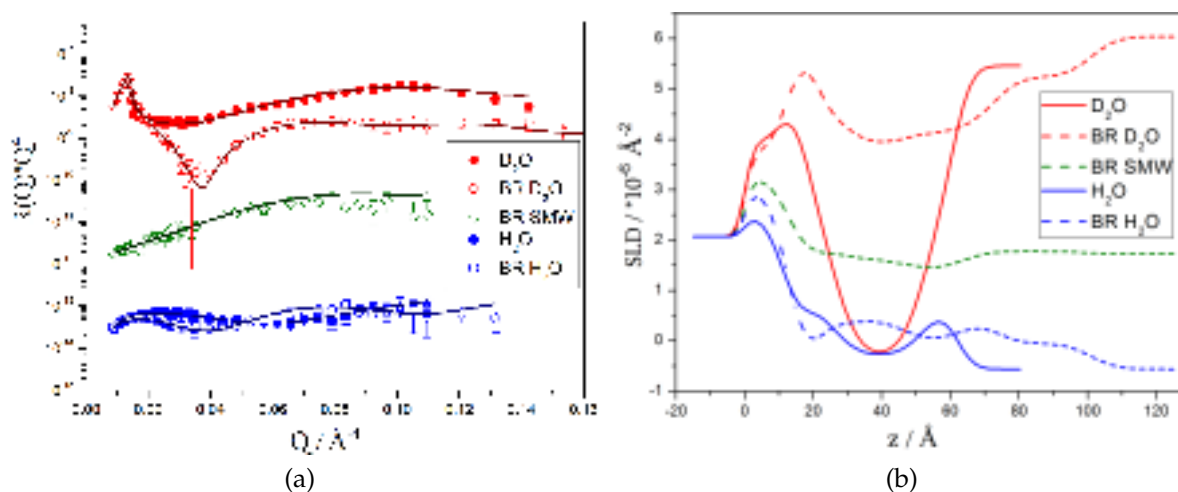 D₂O
BR D₂O
BR SMW
H₂O
BR H₂O
0.00
0.04
0.06
0.08
0.10
0.12
0.14
Q / Å⁻¹
(a)
6
5
4
3
2
1
0
-1
SLD / *10⁻⁶ Å⁻²
D₂O
BR D₂O
BR SMW
H₂O
BR H₂O
-20 0 20 40 60 80 100 120
z / Å
(b)